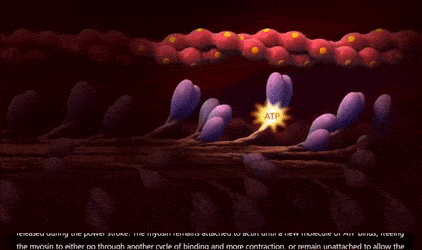 ATP
released during the power stroke. The myosin remains attached to actin until a new molecule of ATP binds, freeing
the myosin to either go through another cycle of binding and more contraction, or remain unattached to allow the